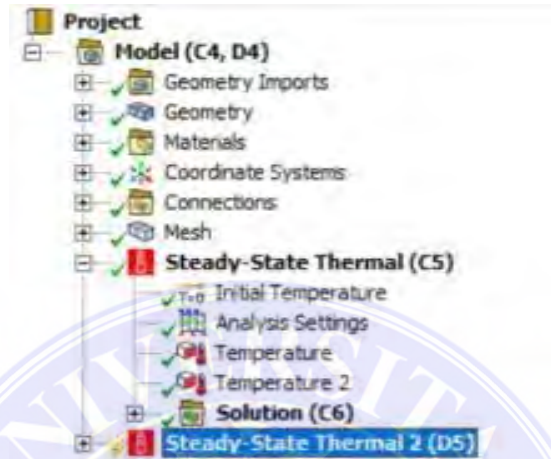 Project
Model (C4, D4)
Geometry Imports
Geometry
Materials
Coordinate Systems
Connections
Mesh
Steady-State Thermal (C5)
T=0 Initial Temperature
Analysis Settings
Temperature
Temperature 2
Solution (C6)
Steady-State Thermal 2 (D5)